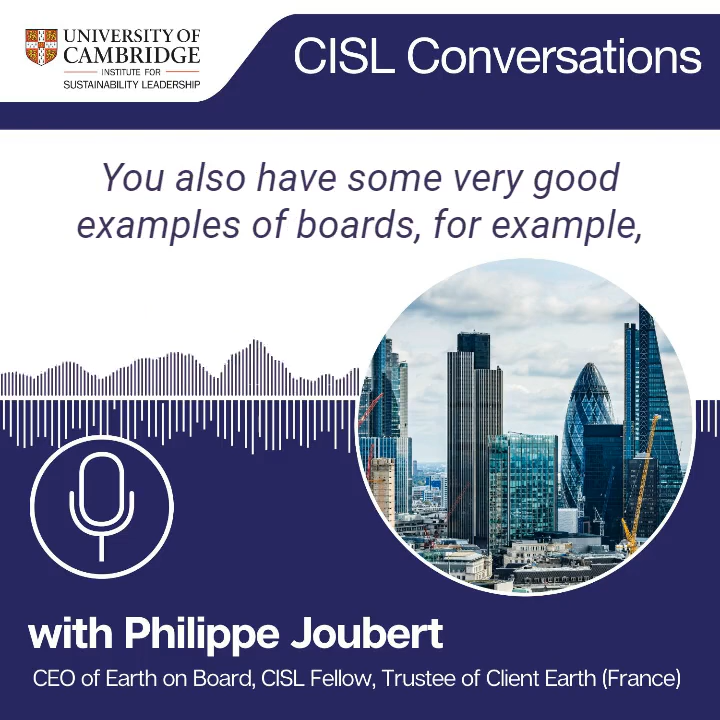 UNIVERSITY OF
CAMBRIDGE
INSTITUTE FOR
SUSTAINABILITY LEADERSHIP
CISL Conversations
You also have some very good
examples of boards, for example,
with Philippe Joubert
CEO of Earth on Board, CISL Fellow, Trustee of Client Earth (France)